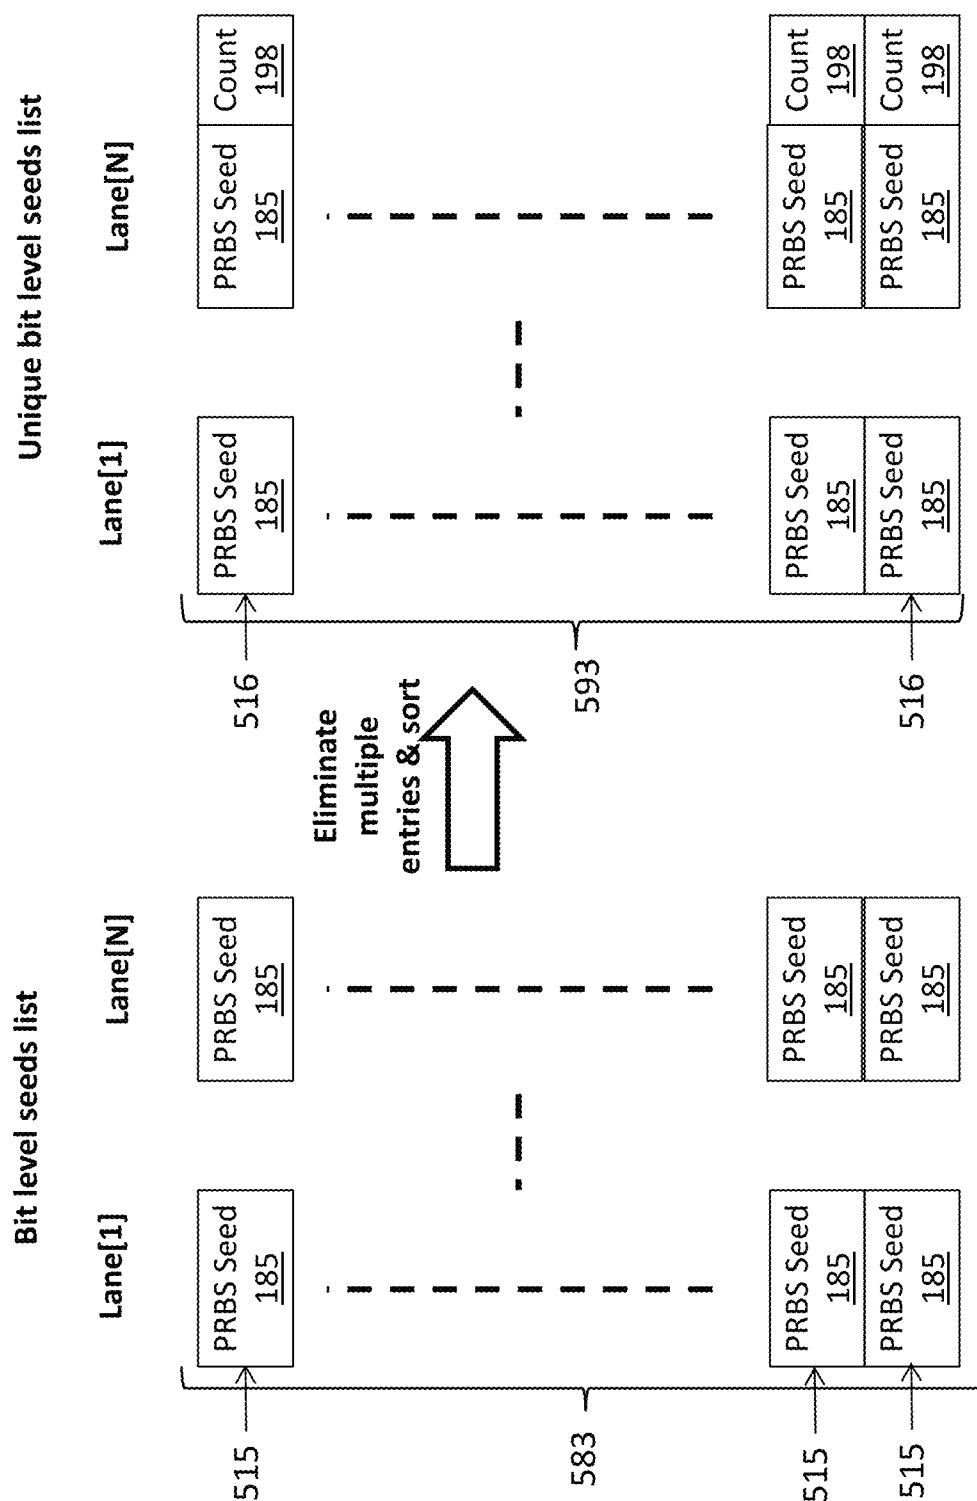 Bit level seeds list
Lane[1]
Lane[N]
515
PRBS Seed
185
PRBS Seed
185
583
515
PRBS Seed
185
PRBS Seed
185
515
PRBS Seed
185
PRBS Seed
185
Eliminate
multiple
entries & sort
Unique bit level seeds list
Lane[1]
Lane[N]
516
PRBS Seed
185
PRBS Seed
185
Count
198
593
PRBS Seed
185
PRBS Seed
185
Count
198
516
PRBS Seed
185
PRBS Seed
185
Count
198